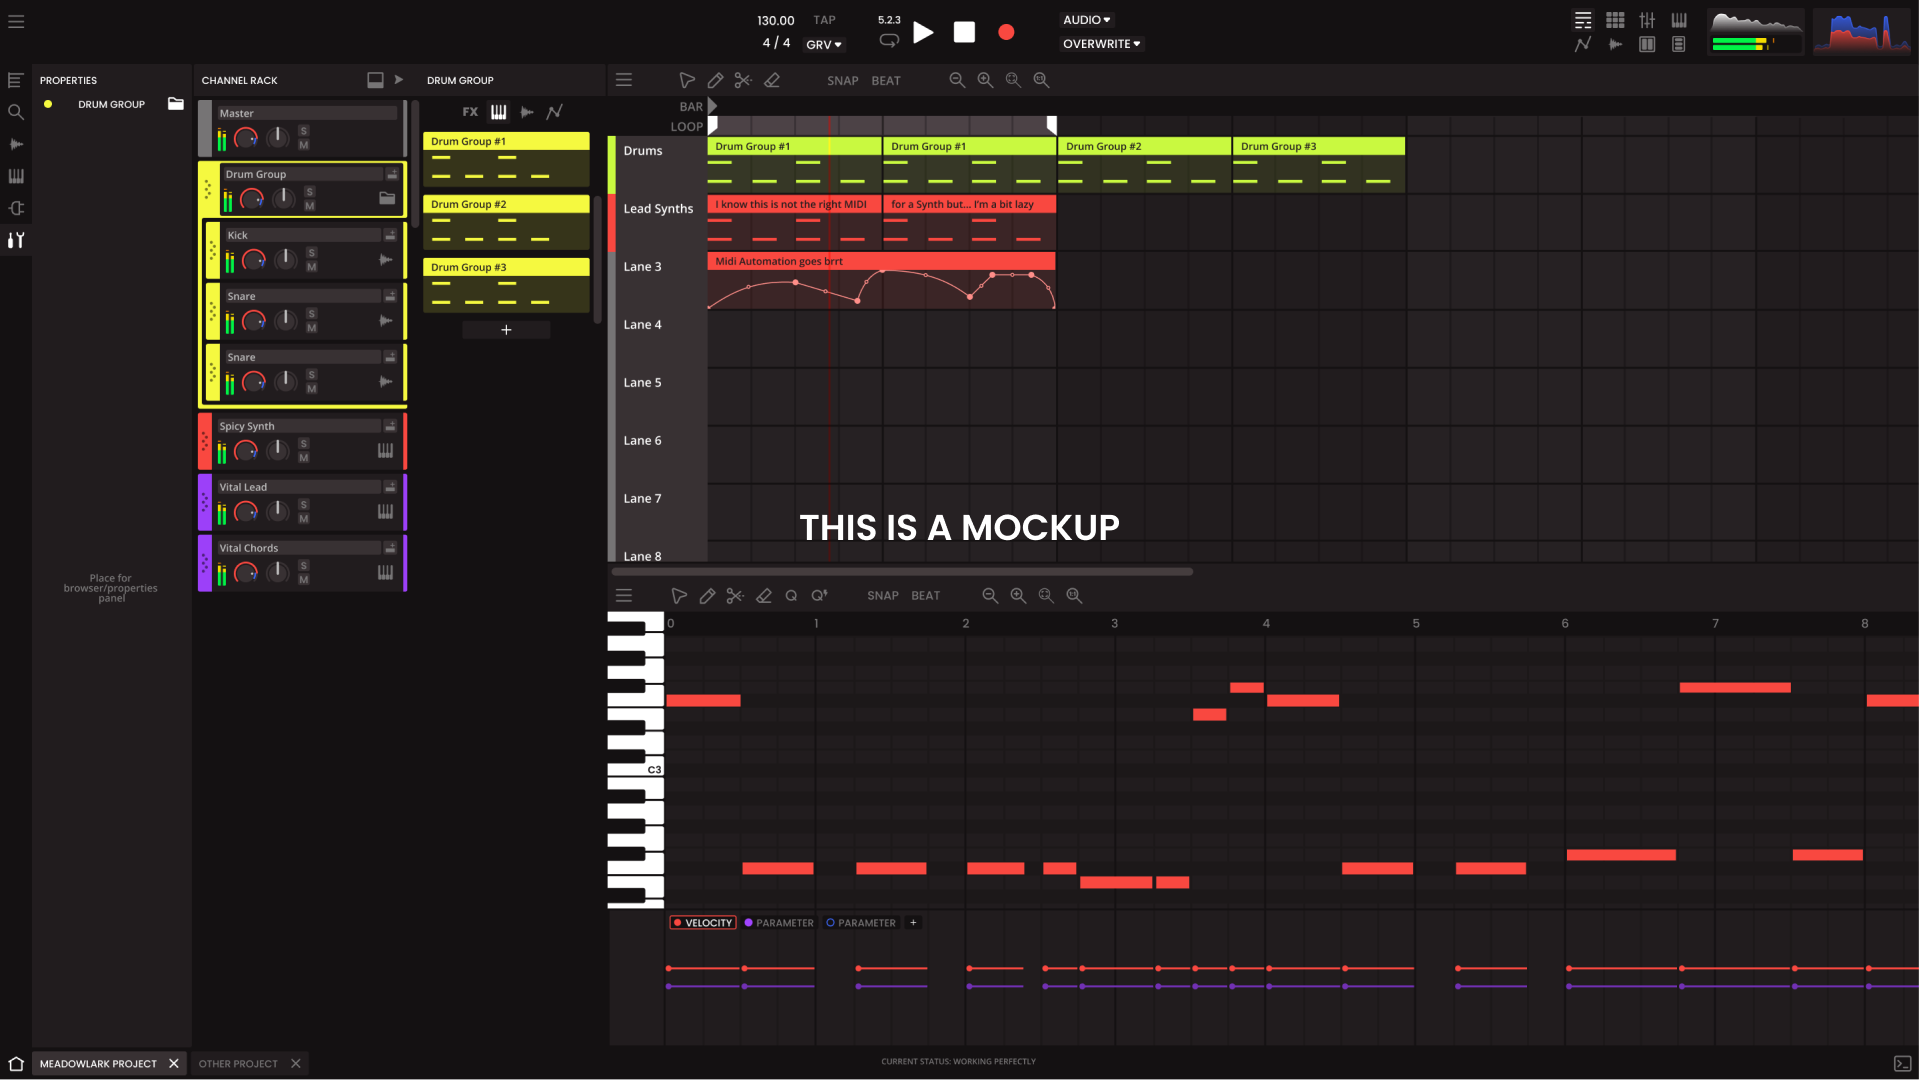 130.00 TAP
4 / 4 GRV
5.2.3
AUDIO
OVERWRITE
PROPERTIES
DRUM GROUP
Place for
browser/properties
panel
CHANNEL RACK
Master
S
M
Drum Group
S
M
Kick
S
M
Snare
S
M
Snare
S
M
Spicy Synth
S
M
Vital Lead
S
M
Vital Chords
S
M
DRUM GROUP
FX
Drum Group #1
Drum Group #2
Drum Group #3
+
SNAP BEAT
BAR
LOOP
Drums
Drum Group #1 Drum Group #1 Drum Group #2 Drum Group #3
Lead Synths
I know this is not the right MIDI for a Synth but... I'm a bit lazy
Lane 3
Midi Automation goes brrt
Lane 4
Lane 5
Lane 6
Lane 7
THIS IS A MOCKUP
Lane 8
Q Q SNAP BEAT
0 1 2 3 4 5 6 7 8
C3
VELOCITY PARAMETER PARAMETER +
MEADOWLARK PROJECT X OTHER PROJECT X
CURRENT STATUS: WORKING PERFECTLY